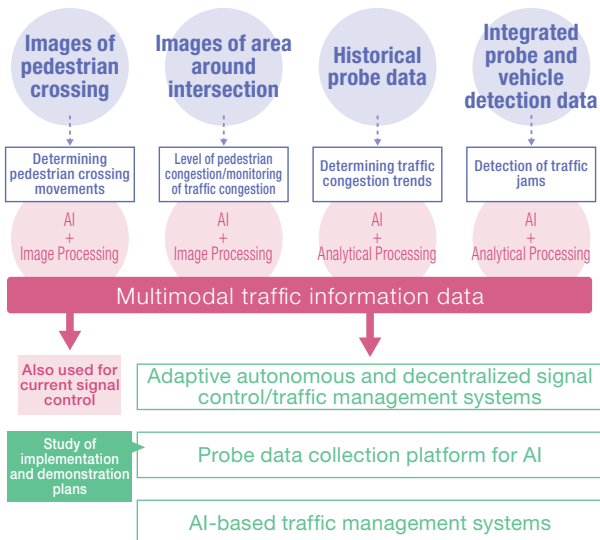 Images of
pedestrian
crossing
Images of area
around
intersection
Historical
probe data
Integrated
probe and
vehicle
detection data
Determining
pedestrian crossing
movements
Level of pedestrian
congestion/monitoring
of traffic congestion
Determining traffic
congestion trends
Detection of traffic
jams
AI
+
Image Processing
AI
+
Image Processing
AI
+
Analytical Processing
AI
+
Analytical Processing
Multimodal traffic information data
Also used for
current signal
control
Adaptive autonomous and decentralized signal
control/traffic management systems
Study of
implementation
and demonstration
plans
Probe data collection platform for AI
AI-based traffic management systems